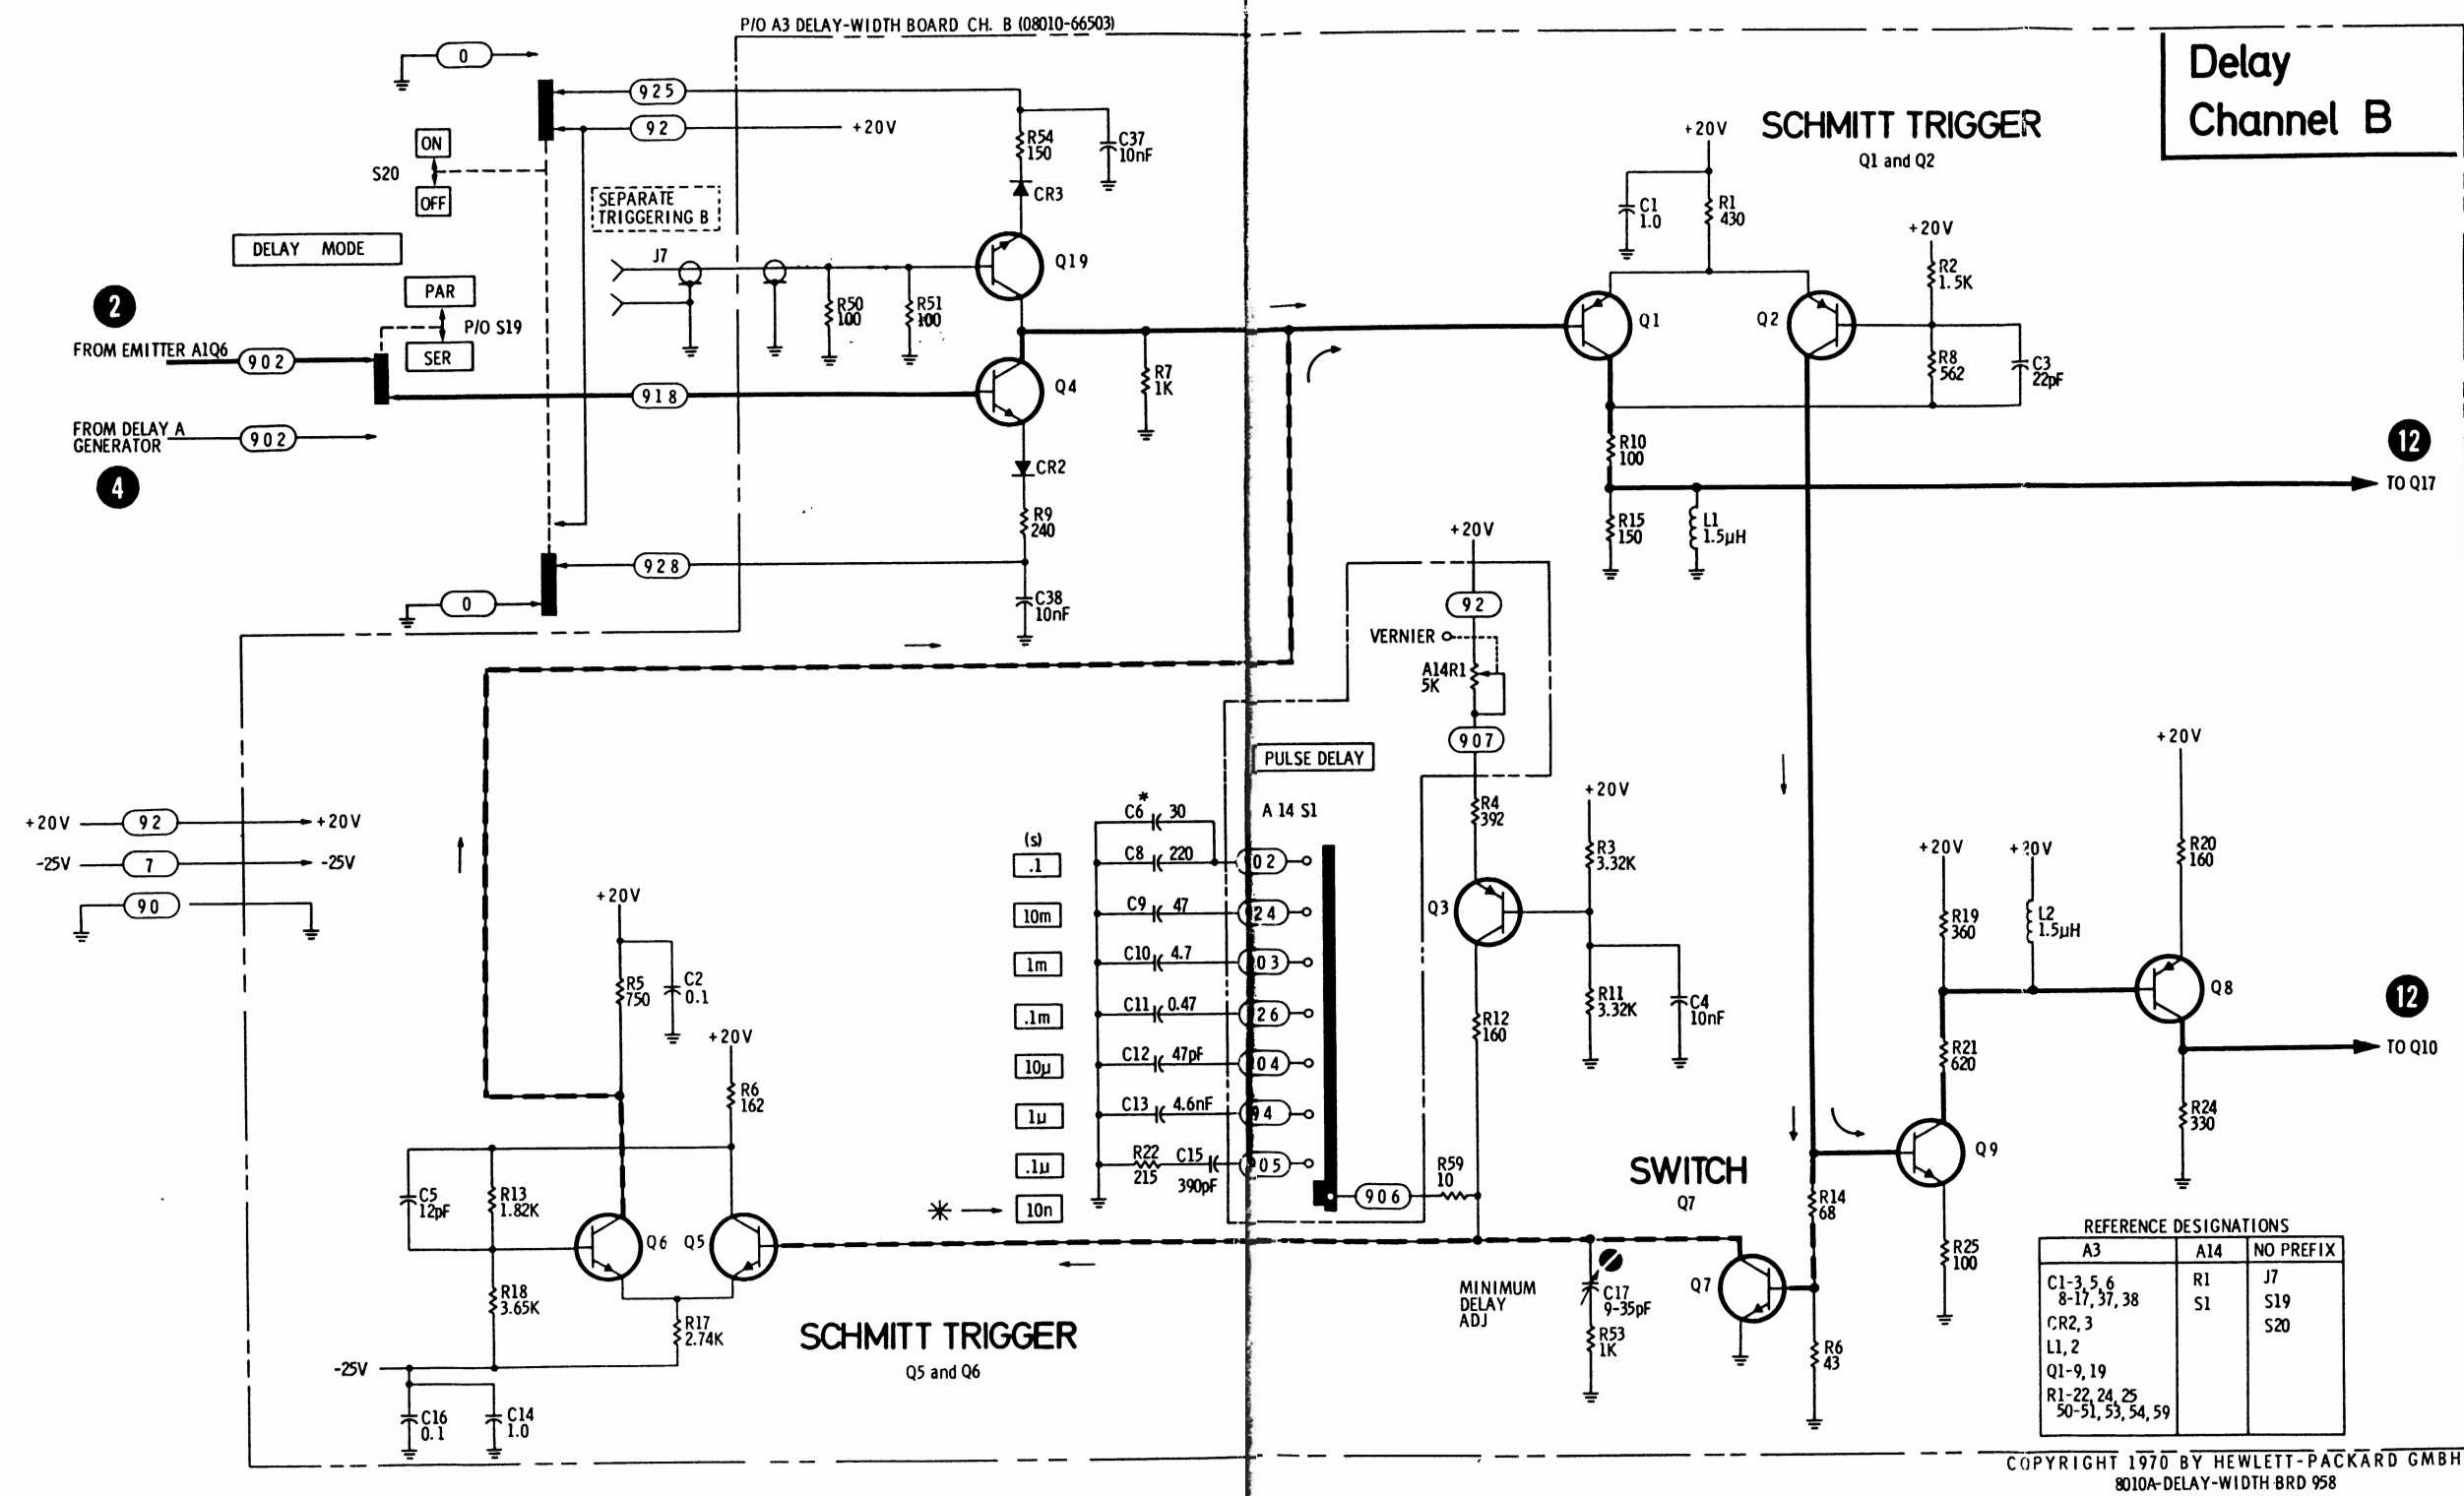 P/O A3 DELAY-WIDTH BOARD CH. B (08010-66503)
Delay
Channel B
0
925
92
+20V
ON
S20
OFF
SEPARATE
TRIGGERING B
DELAY MODE
PAR
P/O S19
SER
2
FROM EMITTER A1Q6
902
918
FROM DELAY A
GENERATOR
902
4
J7
R50
100
R51
100
R54
150
C37
10nF
CR3
Q19
Q4
CR2
R9
240
928
0
C38
10nF
R7
1K
SCHMITT TRIGGER
Q1 and Q2
+20V
C1
1.0
R1
430
Q1
Q2
+20V
R2
1.5K
R8
562
C3
22pF
R10
100
R15
150
L1
1.5µH
12
TO Q17
+20V
92
VERNIER
A14R1
5K
907
PULSE DELAY
A 14 S1
R4
392
+20V
R3
3.32K
Q3
R11
3.32K
C4
10nF
R12
160
+20V
92
+20V
-25V
7
-25V
90
(s)
.1
10m
1m
.1m
10µ
1µ
.1µ
10n
*
C6
30
C8
220
02
C9
47
24
C10
4.7
03
C11
0.47
26
C12
47pF
04
C13
4.6nF
94
R22
215
C15
390pF
05
906
R59
10
+20V
R5
750
C2
0.1
+20V
R6
162
C5
12pF
R13
1.82K
Q6
Q5
R18
3.65K
R17
2.74K
-25V
C16
0.1
C14
1.0
SCHMITT TRIGGER
Q5 and Q6
MINIMUM
DELAY
ADJ
C17
9-35pF
R53
1K
SWITCH
Q7
Q7
R14
68
R6
43
Q9
R25
100
+20V
R19
360
+20V
L2
1.5µH
R21
620
+20V
R20
160
Q8
R24
330
12
TO Q10
REFERENCE DESIGNATIONS
A3
A14
NO PREFIX
C1-3, 5, 6
8-17, 37, 38
CR2, 3
L1, 2
Q1-9, 19
R1-22, 24, 25
50-51, 53, 54, 59
R1
S1
J7
S19
S20
COPYRIGHT 1970 BY HEWLETT-PACKARD GMBH
8010A-DELAY-WIDTH BRD 958